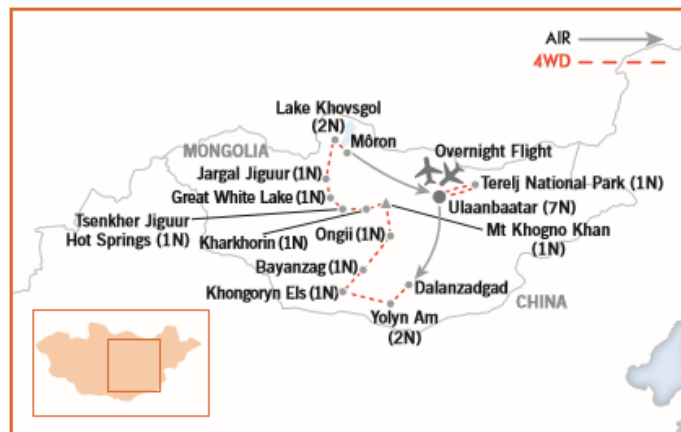 AIR
4WD
Lake Khovsgol
(2N)
Môron
Overnight Flight
MONGOLIA
Jargal Jiguur (1N)
Terelj National Park (1N)
Great White Lake (1N)
Ulaanbaatar (7N)
Tsenkher Jiguur
Hot Springs (1N)
Kharkhorin (1N)
Ongii (1N)
Mt Khogno Khan
(1N)
Bayanzag (1N)
Khongoryn Els (1N)
Dalanzadgad
CHINA
Yolyn Am
(2N)